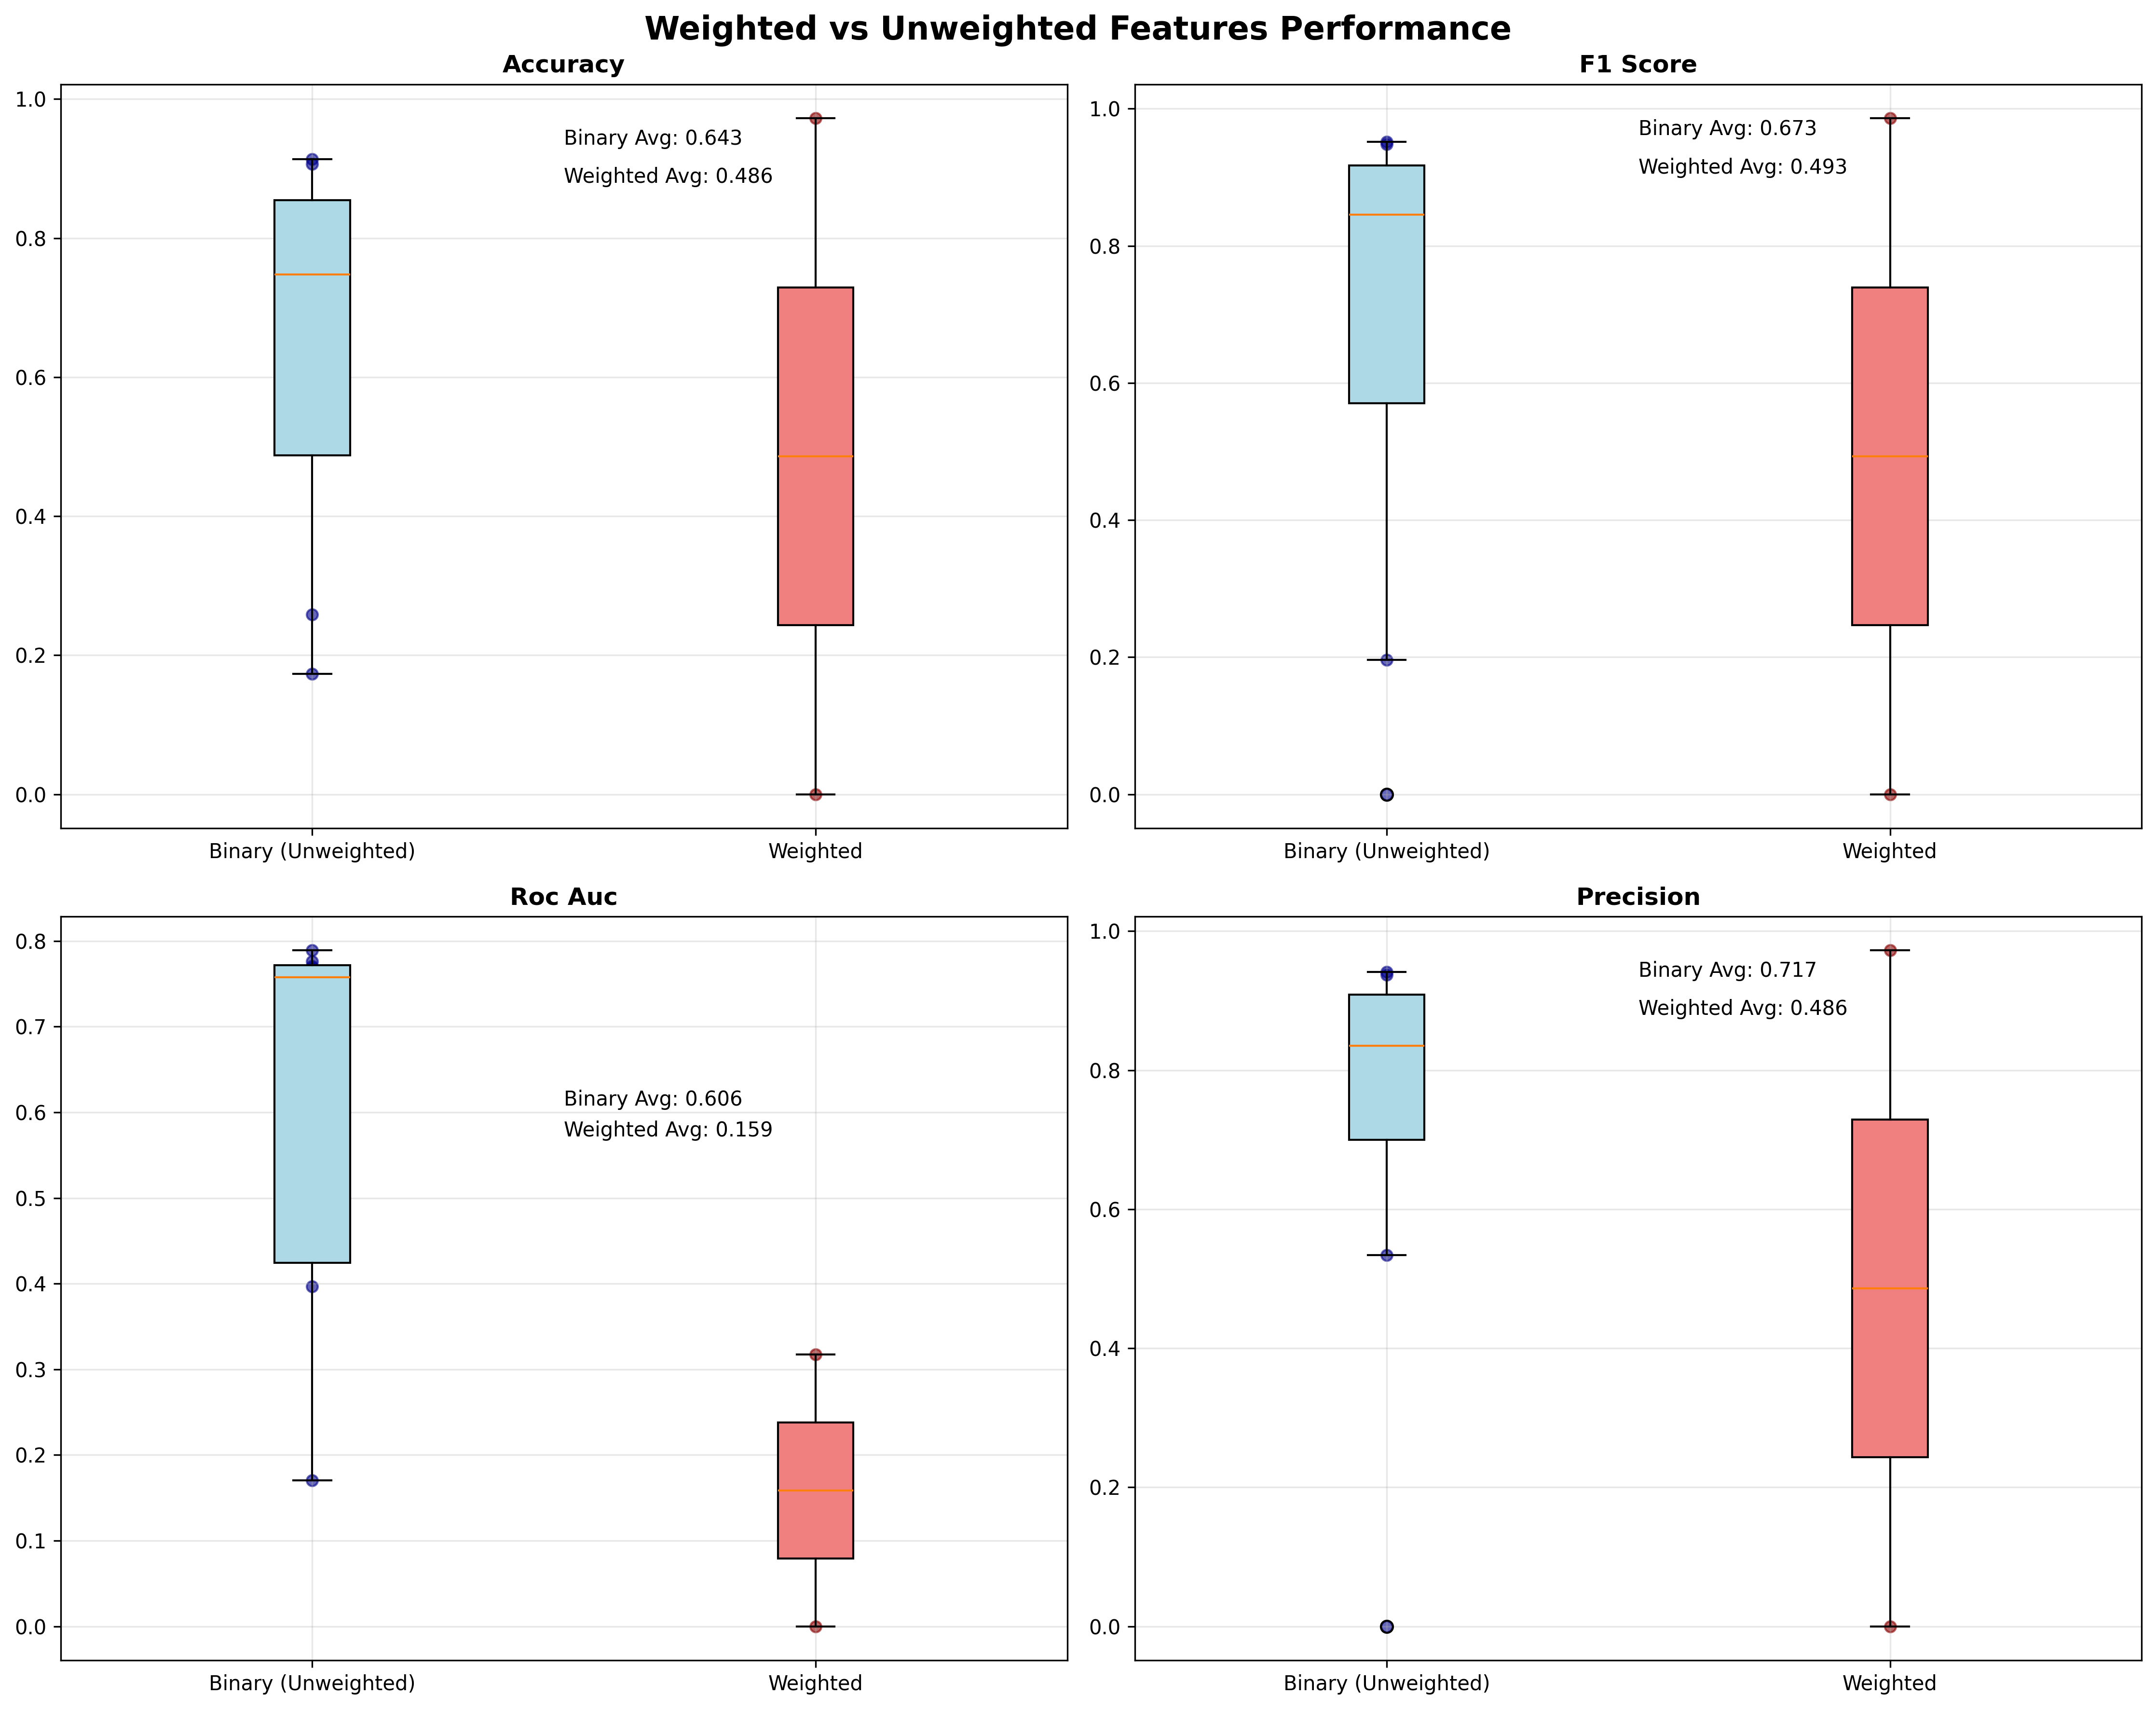 Weighted vs Unweighted Features Performance
Accuracy
1.0
0.8
0.6
0.4
0.2
0.0
Binary Avg: 0.643
Weighted Avg: 0.486
Binary (Unweighted)
Weighted
F1 Score
1.0
0.8
0.6
0.4
0.2
0.0
Binary Avg: 0.673
Weighted Avg: 0.493
Binary (Unweighted)
Weighted
Roc Auc
0.8
0.7
0.6
0.5
0.4
0.3
0.2
0.1
0.0
Binary Avg: 0.606
Weighted Avg: 0.159
Binary (Unweighted)
Weighted
Precision
1.0
0.8
0.6
0.4
0.2
0.0
Binary Avg: 0.717
Weighted Avg: 0.486
Binary (Unweighted)
Weighted